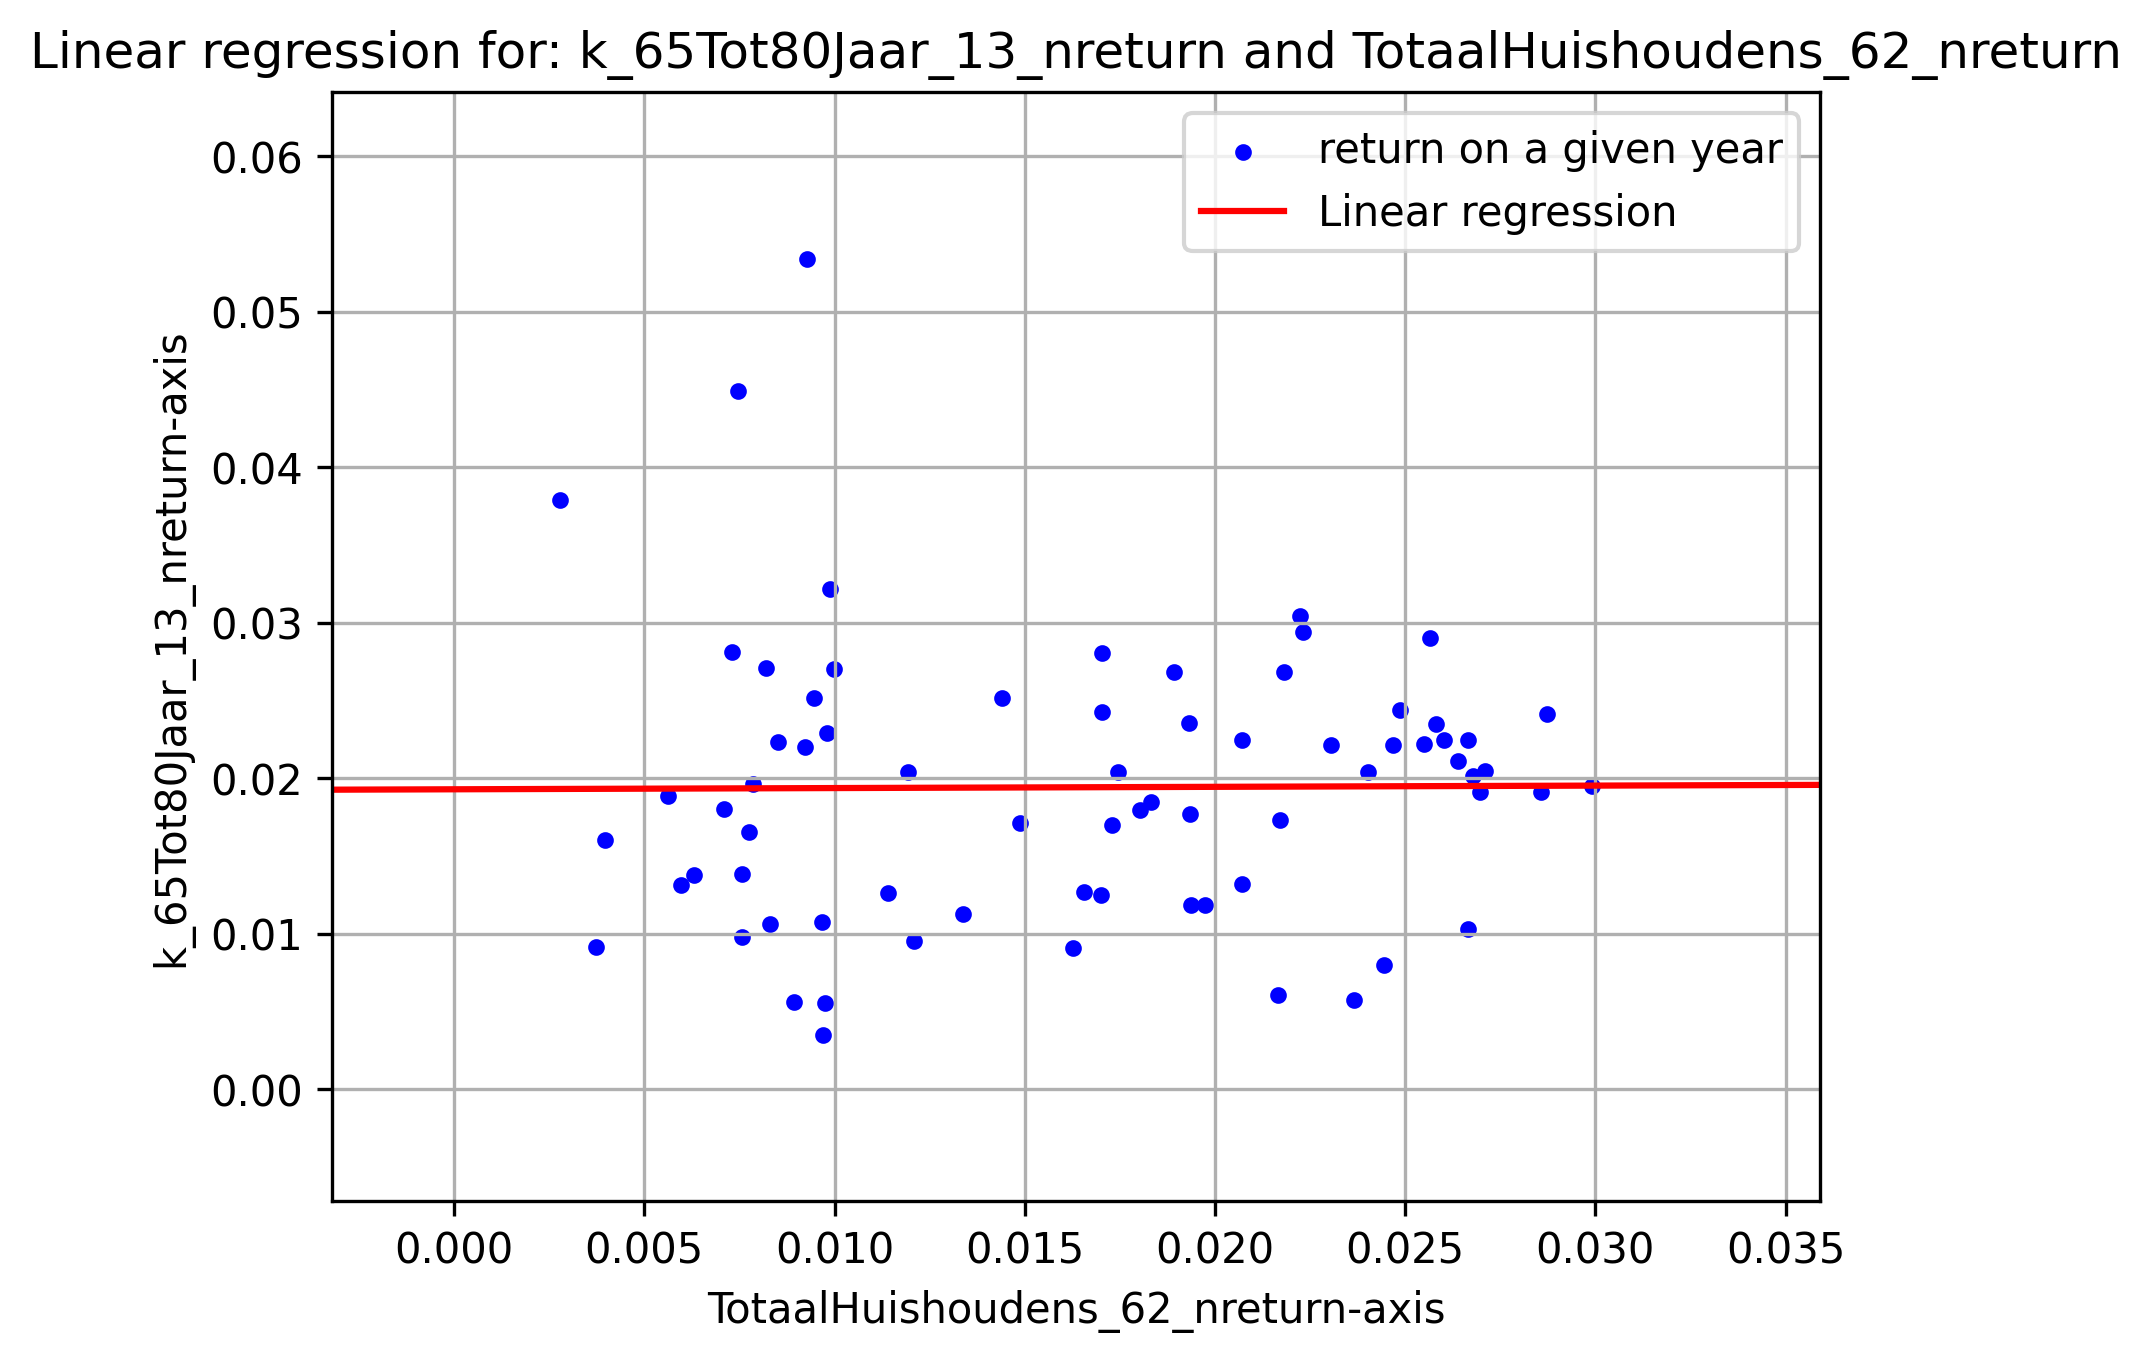 Linear regression for: k_65Tot80Jaar_13_nreturn and TotaalHuishoudens_62_nreturn
return on a given year
Linear regression
k_65Tot80Jaar_13_nreturn-axis
0.06
0.05
0.04
0.03
0.02
0.01
0.00
0.000 0.005 0.010 0.015 0.020 0.025 0.030 0.035
TotaalHuishoudens_62_nreturn-axis